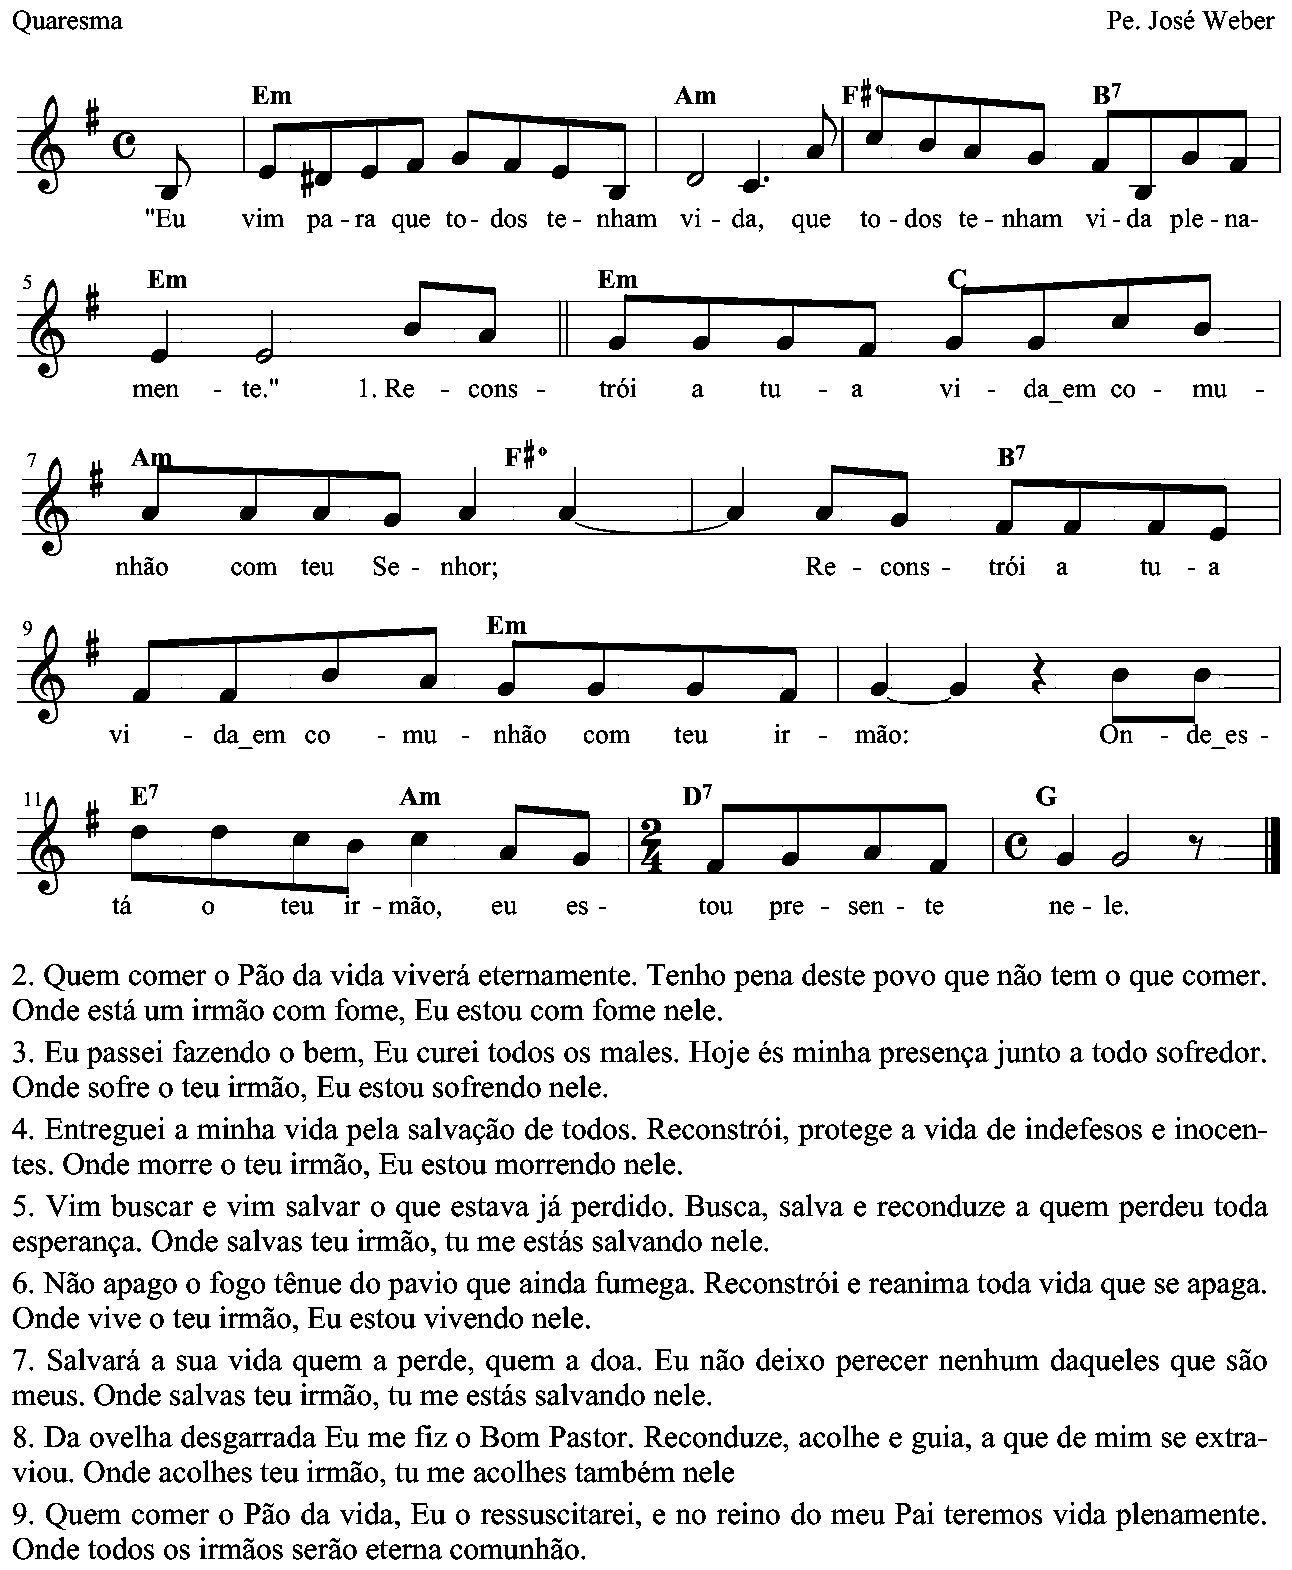 Quaresma Pe. José Weber
Em Am F#° B7
"Eu vim pa - ra que to - dos te - nham vi - da, que to - dos te - nham vi - da ple - na-
5 Em Em C
men - te." 1. Re - cons - trói a tu - a vi - da_em co - mu -
7 Am F#° B7
nhão com teu Se - nhor; Re - cons - trói a tu - a
9 Em
vi - da_em co - mu - nhão com teu ir - mão: On - de_es -
11 E7 Am D7 G
2
4
tá o teu ir - mão, eu es - tou pre - sen - te ne - le.
2. Quem comer o Pão da vida viverá eternamente. Tenho pena deste povo que não tem o que comer.
Onde está um irmão com fome, Eu estou com fome nele.
3. Eu passei fazendo o bem, Eu curei todos os males. Hoje és minha presença junto a todo sofredor.
Onde sofre o teu irmão, Eu estou sofrendo nele.
4. Entreguei a minha vida pela salvação de todos. Reconstrói, protege a vida de indefesos e inocen-
tes. Onde morre o teu irmão, Eu estou morrendo nele.
5. Vim buscar e vim salvar o que estava já perdido. Busca, salva e reconduze a quem perdeu toda
esperança. Onde salvas teu irmão, tu me estás salvando nele.
6. Não apago o fogo tênue do pavio que ainda fumega. Reconstrói e reanima toda vida que se apaga.
Onde vive o teu irmão, Eu estou vivendo nele.
7. Salvará a sua vida quem a perde, quem a doa. Eu não deixo perecer nenhum daqueles que são
meus. Onde salvas teu irmão, tu me estás salvando nele.
8. Da ovelha desgarrada Eu me fiz o Bom Pastor. Reconduze, acolhe e guia, a que de mim se extra-
viou. Onde acolhes teu irmão, tu me acolhes também nele
9. Quem comer o Pão da vida, Eu o ressuscitarei, e no reino do meu Pai teremos vida plenamente.
Onde todos os irmãos serão eterna comunhão.